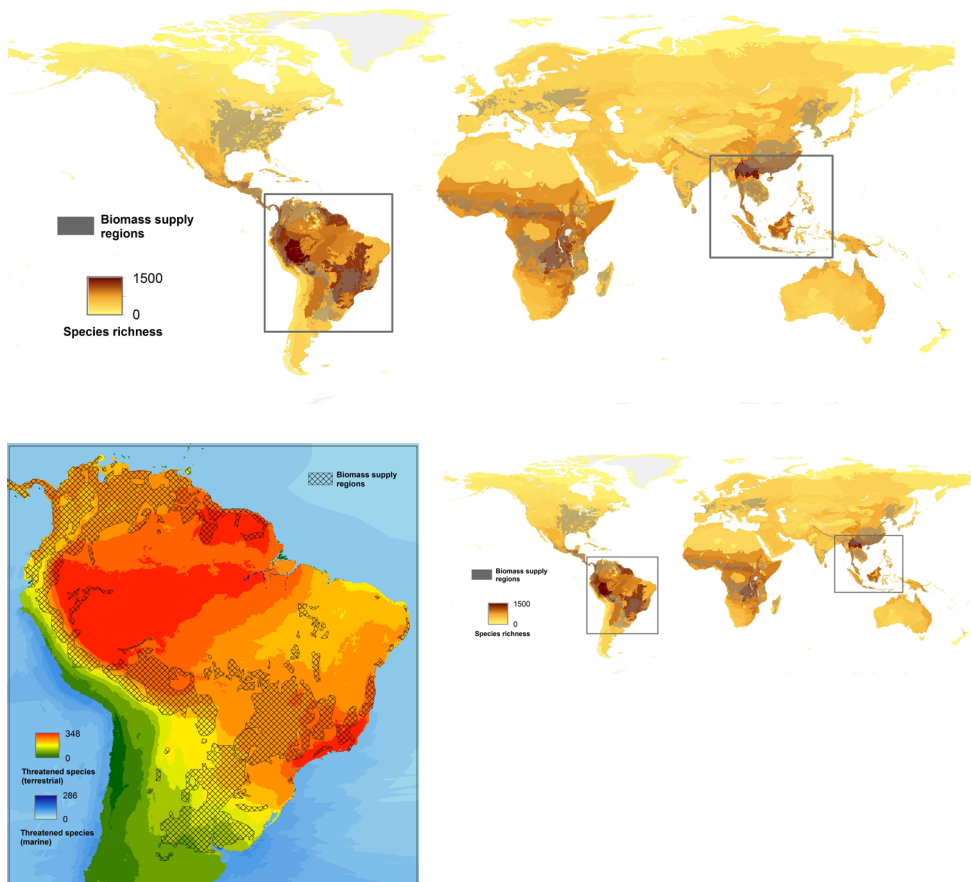 Biomass supply
regions
1500
0
Species richness
Biomass supply
regions
348
0
Threatened species
(terrestrial)
286
0
Threatened species
(marine)
Biomass supply
regions
1500
0
Species richness